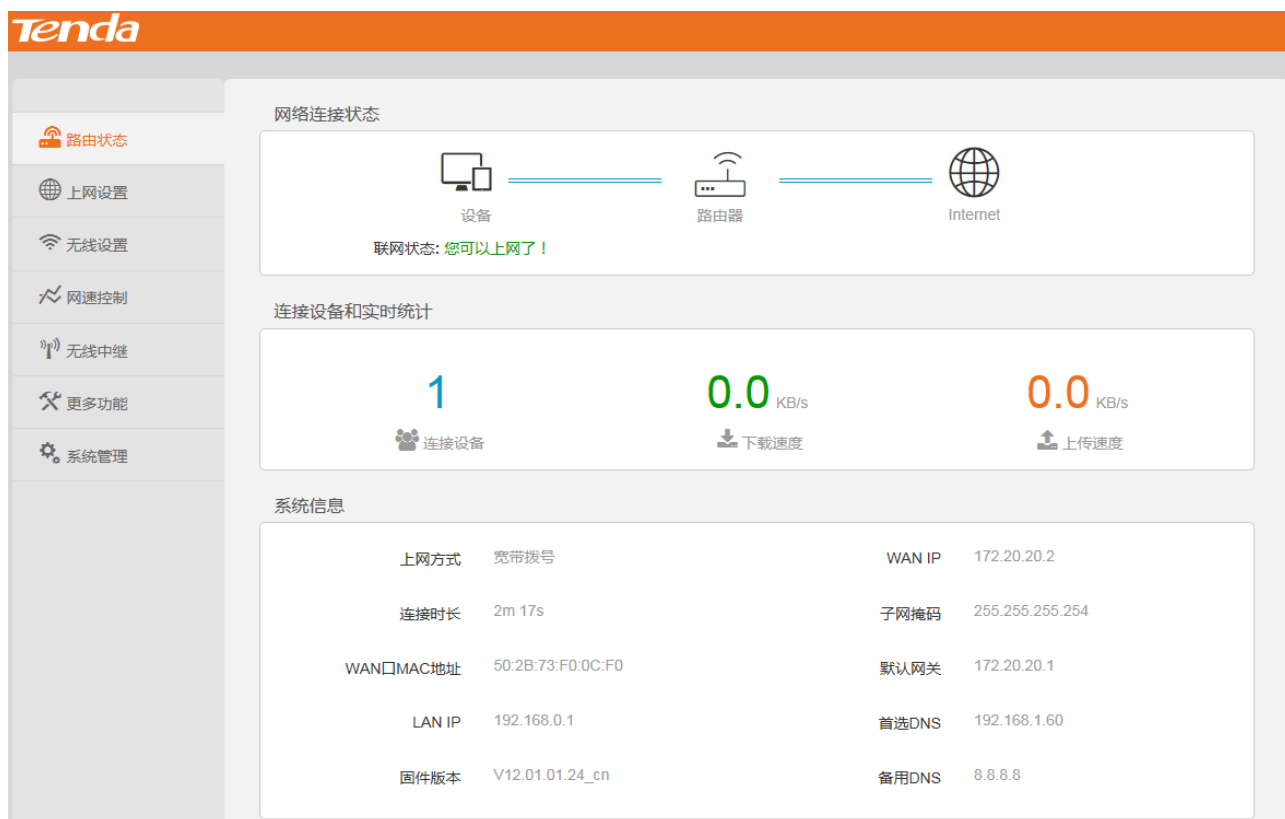 Tenda
路由状态
上网设置
无线设置
网速控制
无线中继
更多功能
系统管理
网络连接状态
设备 路由器 Internet
联网状态: 您可以上网了！
连接设备和实时统计
1 0.0 KB/s 0.0 KB/s
连接设备 下载速度 上传速度
系统信息
上网方式 宽带拨号 WAN IP 172.20.20.2
连接时长 2m 17s 子网掩码 255.255.255.254
WAN口MAC地址 50:2B:73:F0:0C:F0 默认网关 172.20.20.1
LAN IP 192.168.0.1 首选DNS 192.168.1.60
固件版本 V12.01.01.24_cn 备用DNS 8.8.8.8